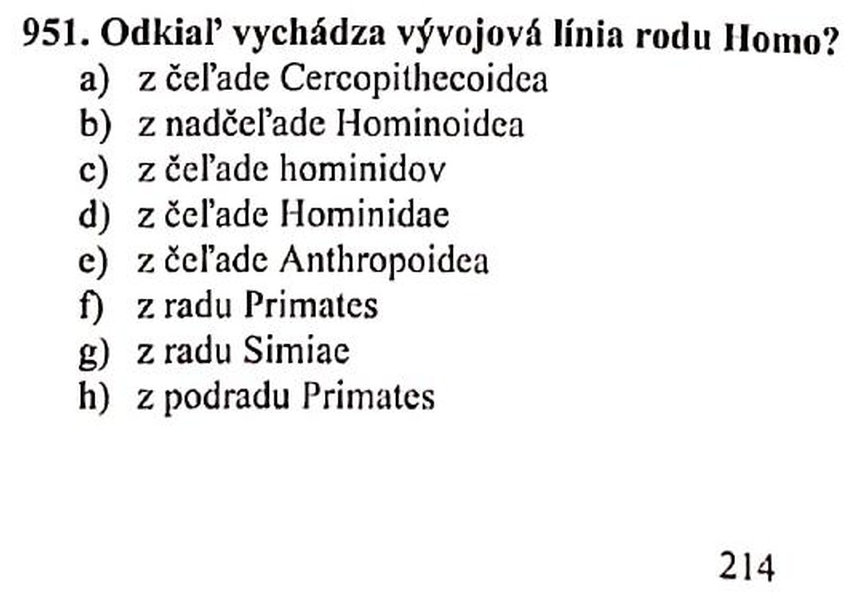 951. Odkiaľ vychádza vývojová línia rodu Homo?
a) z čeľade Cercopithecoidea
b) z nadčeľade Hominoidea
c) z čeľade hominidov
d) z čeľade Hominidae
e) z čeľade Anthropoidea
f) z radu Primates
g) z radu Simiae
h) z podradu Primates
214